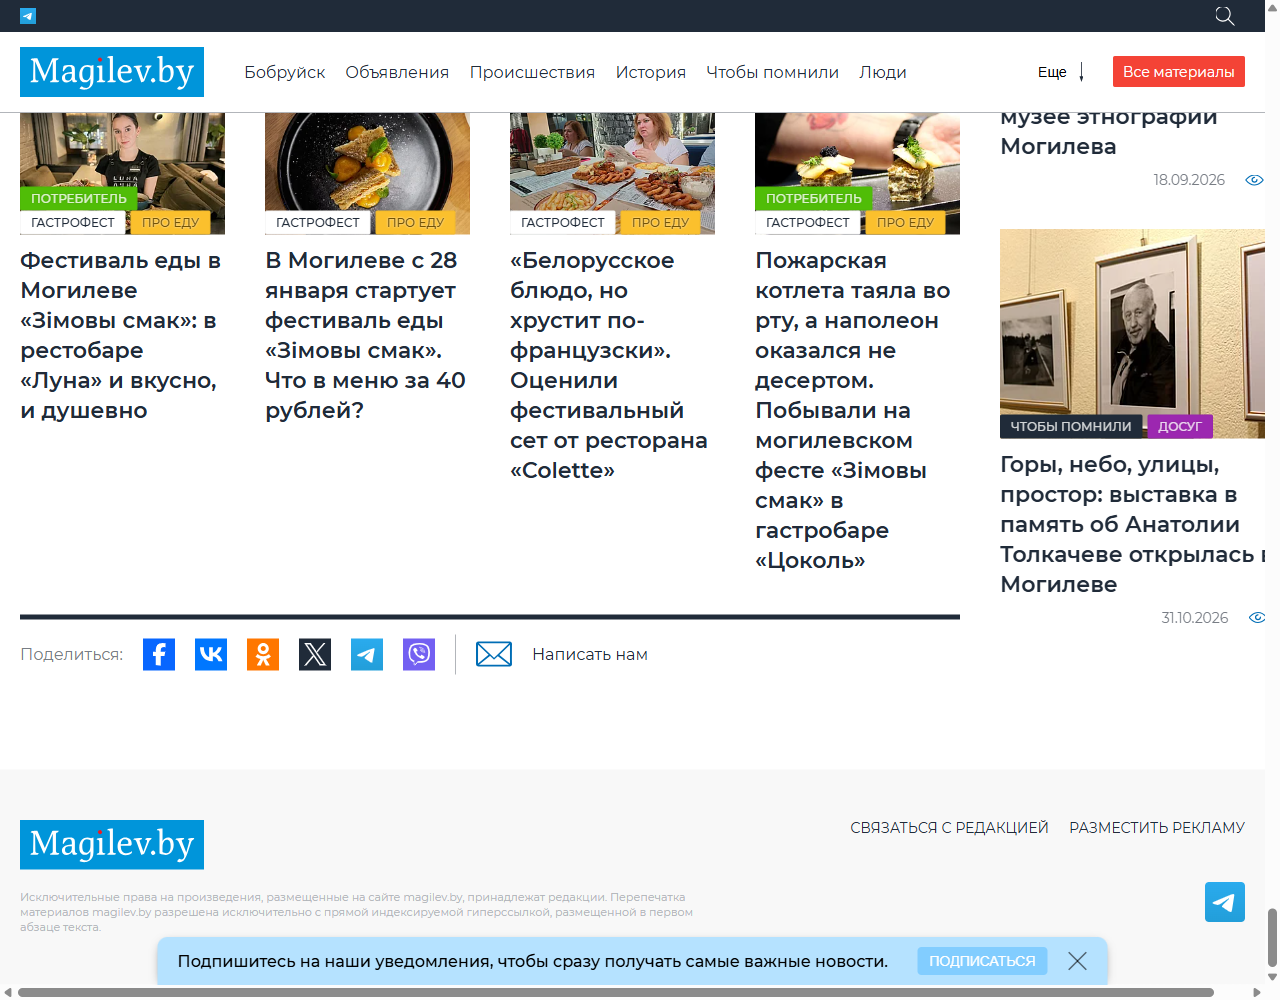 Magilev.by
Бобруйск Объявления Происшествия История Чтобы помнили Люди Еще Все материалы
музее этнографии
Могилева
18.09.2026
ПОТРЕБИТЕЛЬ
ГАСТРОФЕСТ ПРО ЕДУ
Фестиваль еды в
Могилеве
«Зімовы смак»: в
рестобаре
«Луна» и вкусно,
и душевно
ГАСТРОФЕСТ ПРО ЕДУ
В Могилеве с 28
января стартует
фестиваль еды
«Зімовы смак».
Что в меню за 40
рублей?
ГАСТРОФЕСТ ПРО ЕДУ
«Белорусское
блюдо, но
хрустит по-
французски».
Оценили
фестивальный
сет от ресторана
«Colette»
ПОТРЕБИТЕЛЬ
ГАСТРОФЕСТ ПРО ЕДУ
Пожарская
котлета таяла во
рту, а наполеон
оказался не
десертом.
Побывали на
могилевском
фесте «Зімовы
смак» в
гастробаре
«Цоколь»
ЧТОБЫ ПОМНИЛИ ДОСУГ
Горы, небо, улицы,
простор: выставка в
память об Анатолии
Толкачеве открылась в
Могилеве
31.10.2026
Поделиться: Написать нам
Magilev.by
СВЯЗАТЬСЯ С РЕДАКЦИЕЙ РАЗМЕСТИТЬ РЕКЛАМУ
Исключительные права на произведения, размещенные на сайте magilev.by, принадлежат редакции. Перепечатка
материалов magilev.by разрешена исключительно с прямой индексируемой гиперссылкой, размещенной в первом
абзаце текста.
Подпишитесь на наши уведомления, чтобы сразу получать самые важные новости. ПОДПИСАТЬСЯ